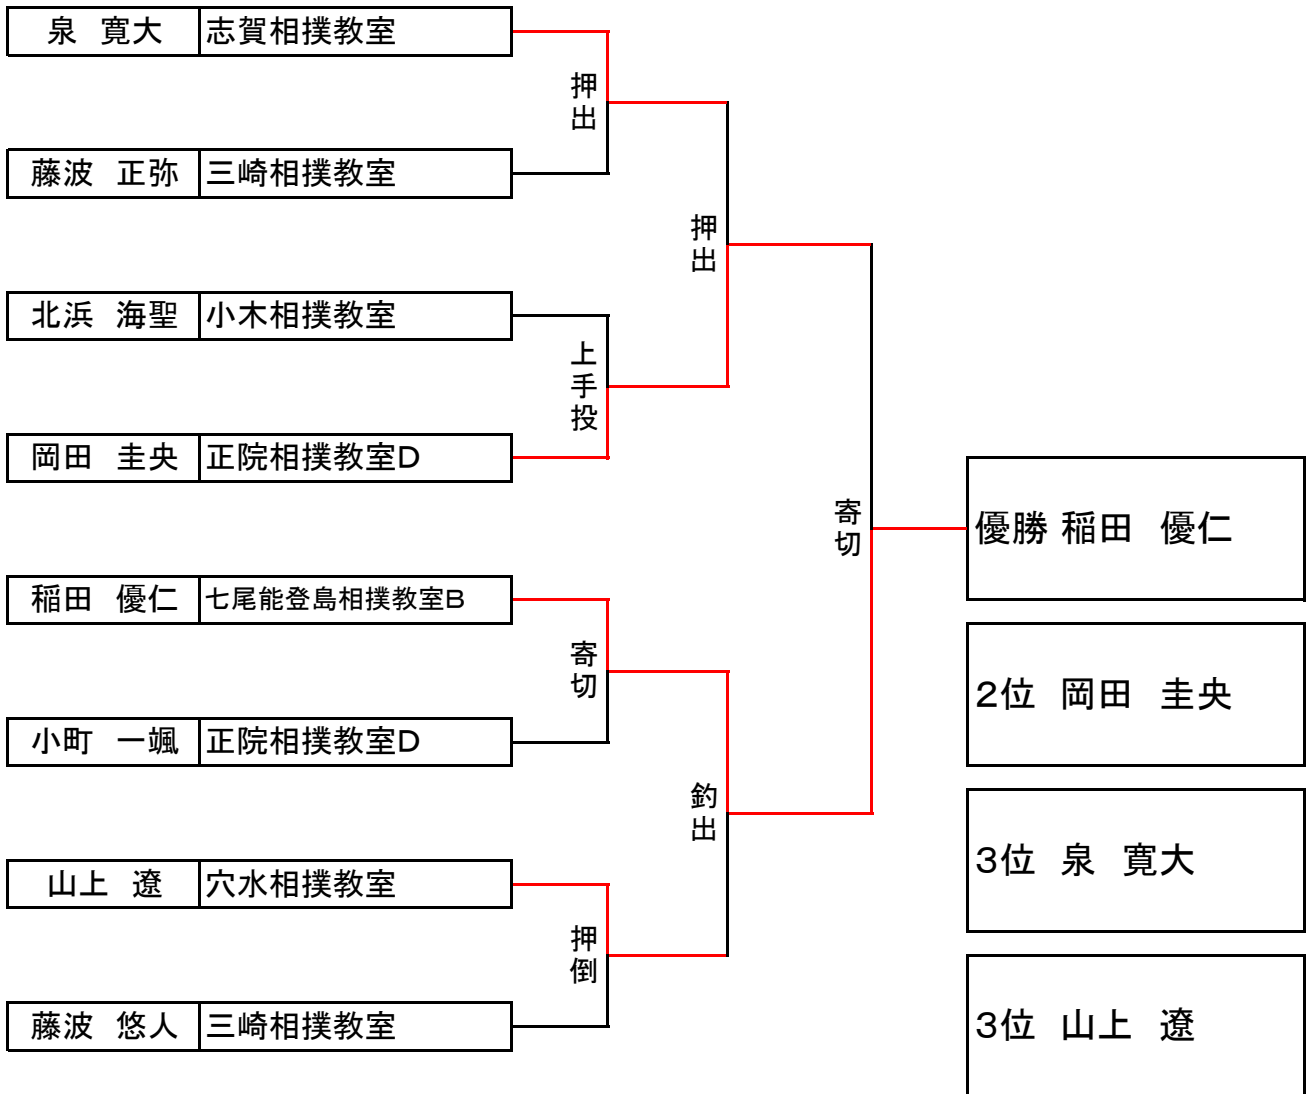 泉　寛大 志賀相撲教室
押出
藤波　正弥 三崎相撲教室
押出
北浜　海聖 小木相撲教室
上手投
岡田　圭央 正院相撲教室D
寄切
優勝 稲田　優仁
稲田　優仁 七尾能登島相撲教室B
寄切
2位　岡田　圭央
小町　一颯 正院相撲教室D
釣出
3位　泉　寛大
山上　遼 穴水相撲教室
押倒
藤波　悠人 三崎相撲教室
3位　山上　遼